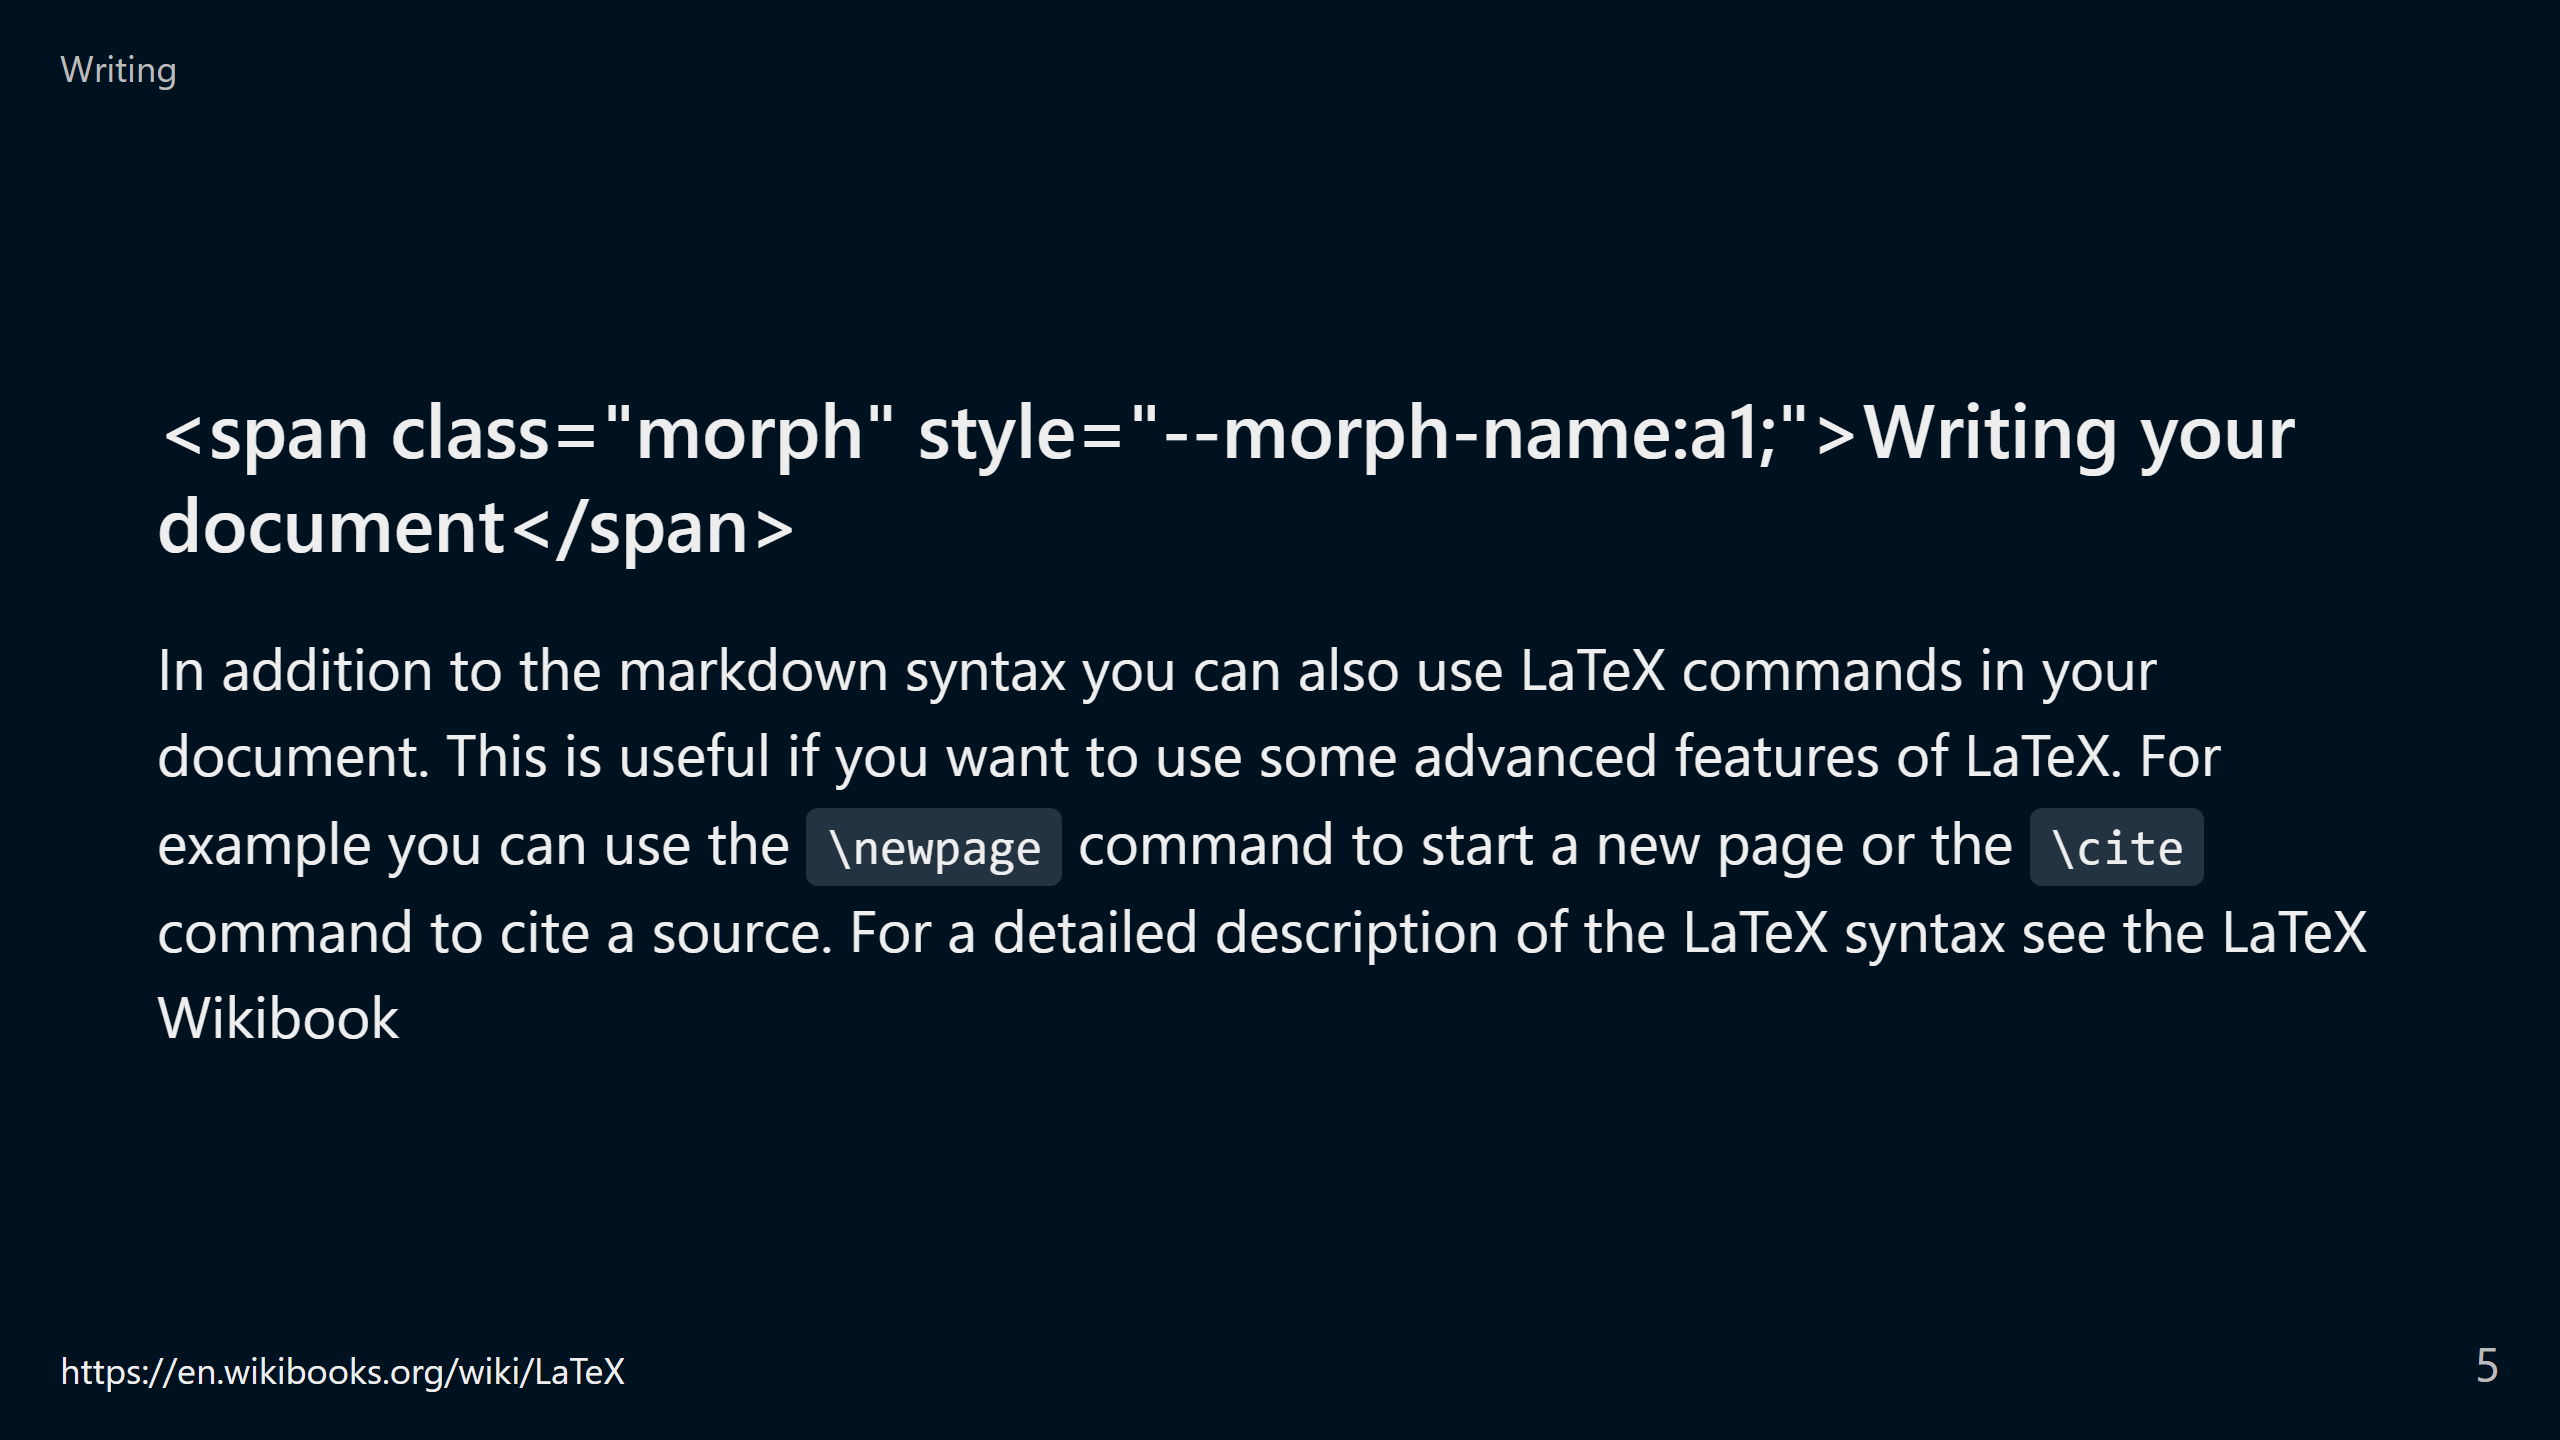 Writing
<span class="morph" style="--morph-name:a1;">Writing your
document</span>
In addition to the markdown syntax you can also use LaTeX commands in your
document. This is useful if you want to use some advanced features of LaTeX. For
example you can use the \newpage command to start a new page or the \cite
command to cite a source. For a detailed description of the LaTeX syntax see the LaTeX
Wikibook
https://en.wikibooks.org/wiki/LaTeX
5